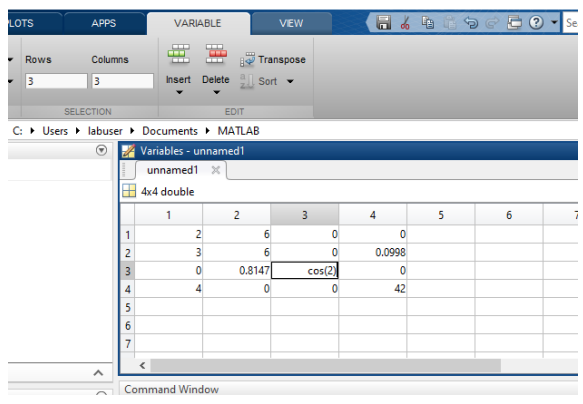 PLOTS APPS VARIABLE VIEW Se
Rows Columns
3 3
Insert Delete Transpose
Sort
SELECTION EDIT
C: Users labuser Documents MATLAB
Variables - unnamed1
unnamed1
4x4 double
1 2 3 4 5 6 7
1 2 6 0 0
2 3 6 0 0.0998
3 0 0.8147 cos(2) 0
4 4 0 0 42
5
6
7
Command Window